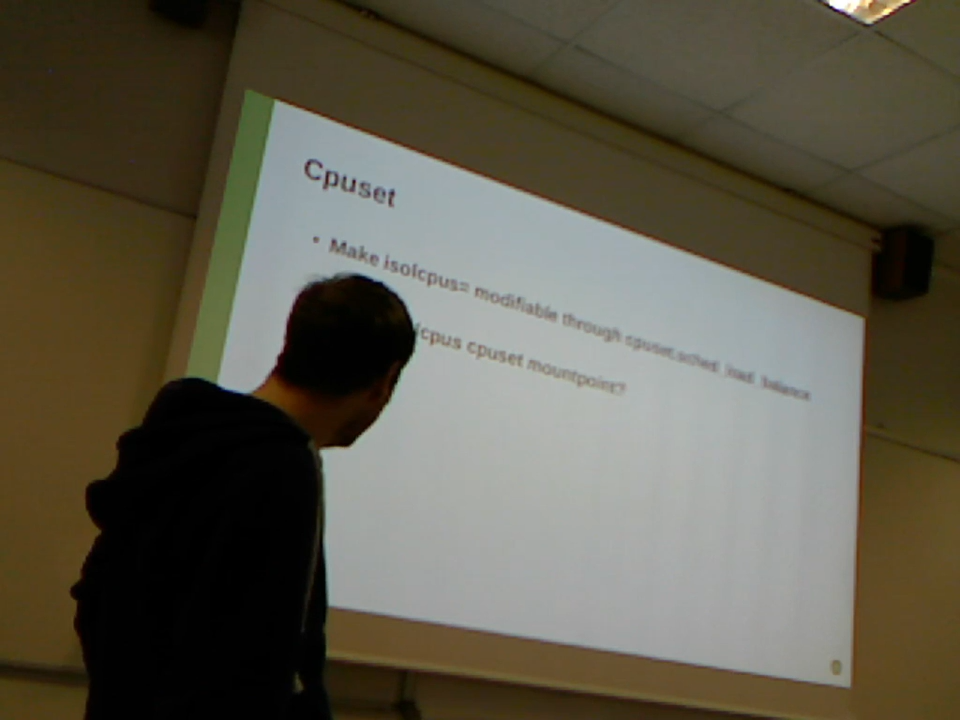 Cpuset
• Make isolcpus= modifiable through cpuset.sched_load_balance
cpus cpuset mountpoint?